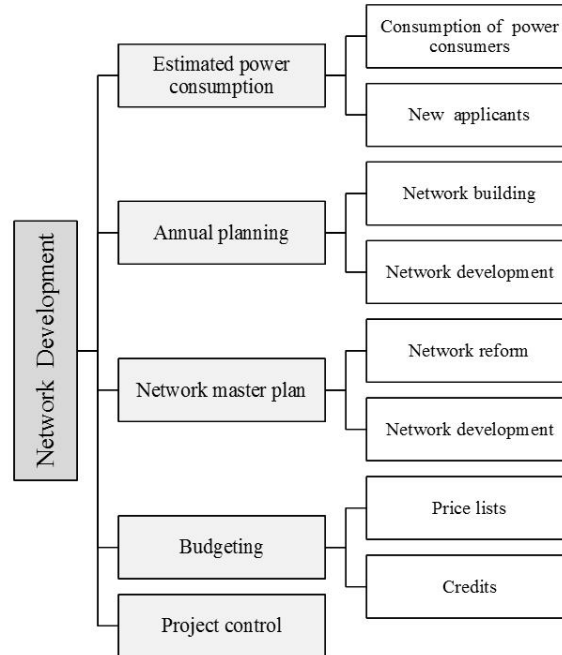 Network Development
Estimated power
consumption
Consumption of power
consumers
New applicants
Annual planning
Network building
Network development
Network master plan
Network reform
Network development
Budgeting
Price lists
Credits
Project control